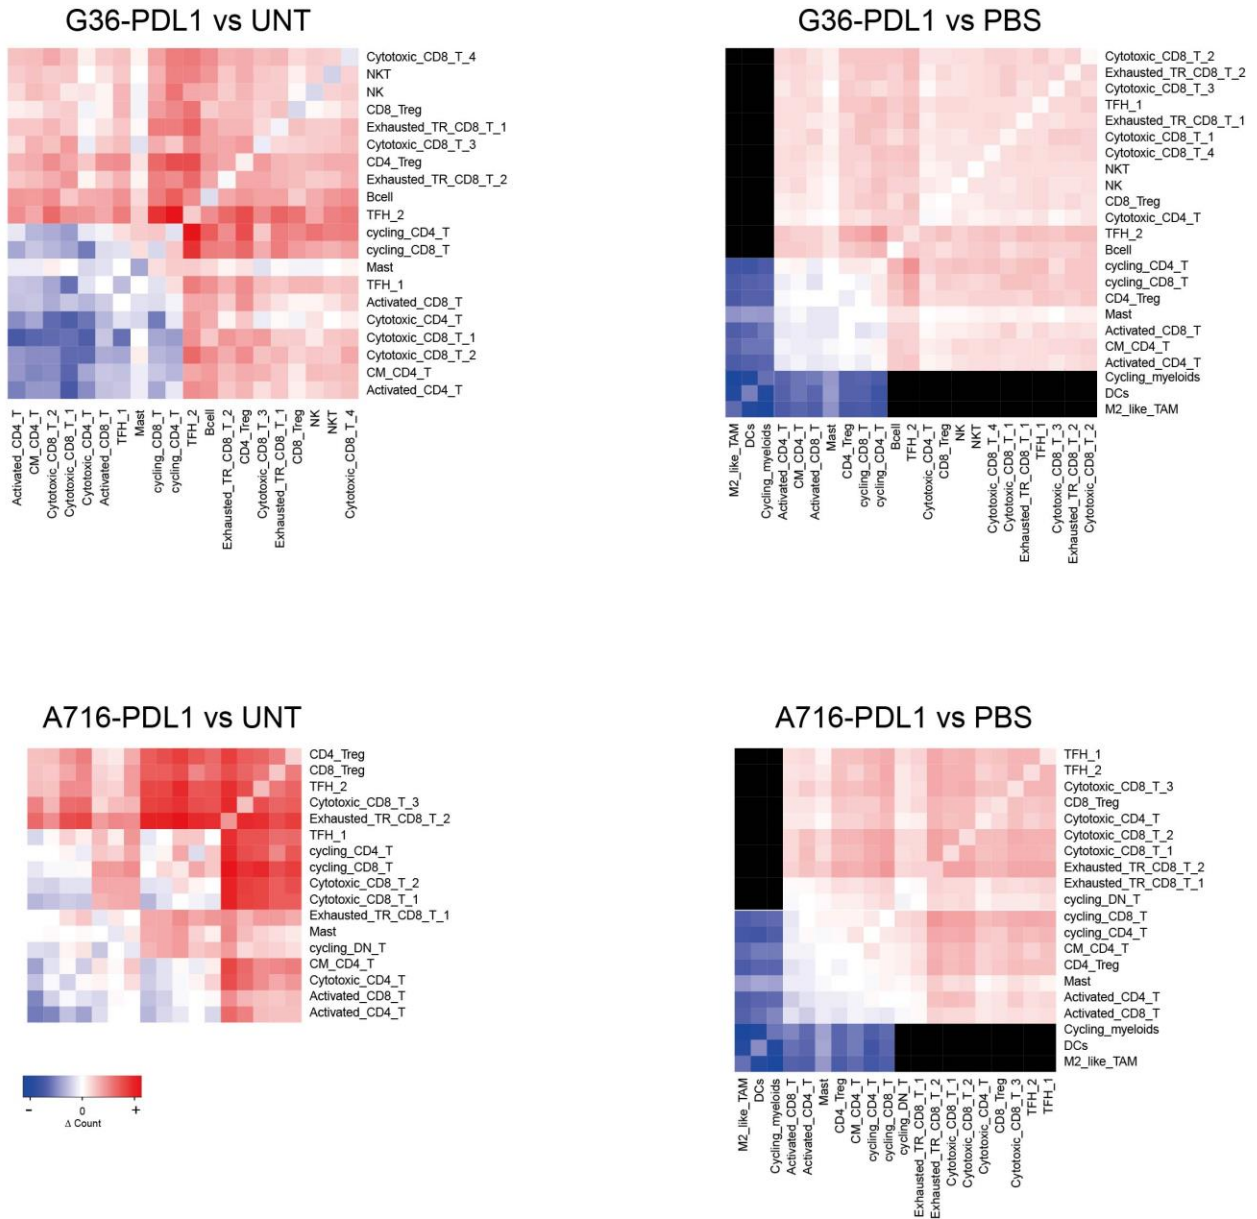 G36-PDL1 vs UNT
Cytotoxic_CD8_T_4
NKT
NK
CD8_Treg
Exhausted_TR_CD8_T_1
Cytotoxic_CD8_T_3
CD4_Treg
Exhausted_TR_CD8_T_2
Bcell
TFH_2
cycling_CD4_T
cycling_CD8_T
Mast
TFH_1
Activated_CD8_T
Cytotoxic_CD4_T
Cytotoxic_CD8_T_1
Cytotoxic_CD8_T_2
CM_CD4_T
Activated_CD4_T
Activated_CD4_T
CM_CD4_T
Cytotoxic_CD8_T_2
Cytotoxic_CD8_T_1
Cytotoxic_CD4_T
Activated_CD8_T
TFH_1
Mast
cycling_CD8_T
cycling_CD4_T
TFH_2
Bcell
Exhausted_TR_CD8_T_2
CD4_Treg
Cytotoxic_CD8_T_3
Exhausted_TR_CD8_T_1
CD8_Treg
NK
NKT
Cytotoxic_CD8_T_4
G36-PDL1 vs PBS
Cytotoxic_CD8_T_2
Exhausted_TR_CD8_T_2
Cytotoxic_CD8_T_3
TFH_1
Exhausted_TR_CD8_T_1
Cytotoxic_CD8_T_1
Cytotoxic_CD8_T_4
NKT
NK
CD8_Treg
Cytotoxic_CD4_T
TFH_2
Bcell
cycling_CD4_T
cycling_CD8_T
CD4_Treg
Mast
Activated_CD8_T
CM_CD4_T
Activated_CD4_T
Cycling_myeloids
DCs
M2_like_TAM
M2_like_TAM
DCs
Cycling_myeloids
Activated_CD4_T
CM_CD4_T
Activated_CD8_T
Mast
CD4_Treg
cycling_CD8_T
cycling_CD4_T
Bcell
TFH_2
Cytotoxic_CD4_T
CD8_Treg
NK
NKT
Cytotoxic_CD8_T_4
Cytotoxic_CD8_T_1
Exhausted_TR_CD8_T_1
TFH_1
Cytotoxic_CD8_T_3
Exhausted_TR_CD8_T_2
Cytotoxic_CD8_T_2
A716-PDL1 vs UNT
CD4_Treg
CD8_Treg
TFH_2
Cytotoxic_CD8_T_3
Exhausted_TR_CD8_T_2
TFH_1
cycling_CD4_T
cycling_CD8_T
Cytotoxic_CD8_T_2
Cytotoxic_CD8_T_1
Exhausted_TR_CD8_T_1
Mast
cycling_DN_T
CM_CD4_T
Cytotoxic_CD4_T
Activated_CD8_T
Activated_CD4_T
- 0 +
Δ Count
A716-PDL1 vs PBS
TFH_1
TFH_2
Cytotoxic_CD8_T_3
CD8_Treg
Cytotoxic_CD4_T
Cytotoxic_CD8_T_2
Cytotoxic_CD8_T_1
Exhausted_TR_CD8_T_2
Exhausted_TR_CD8_T_1
cycling_DN_T
cycling_CD8_T
cycling_CD4_T
CM_CD4_T
CD4_Treg
Mast
Activated_CD4_T
Activated_CD8_T
Cycling_myeloids
DCs
M2_like_TAM
M2_like_TAM
DCs
Cycling_myeloids
Activated_CD8_T
Activated_CD4_T
Mast
CD4_Treg
CM_CD4_T
cycling_CD4_T
cycling_CD8_T
cycling_DN_T
Exhausted_TR_CD8_T_1
Exhausted_TR_CD8_T_2
Cytotoxic_CD8_T_1
Cytotoxic_CD8_T_2
Cytotoxic_CD4_T
CD8_Treg
Cytotoxic_CD8_T_3
TFH_2
TFH_1